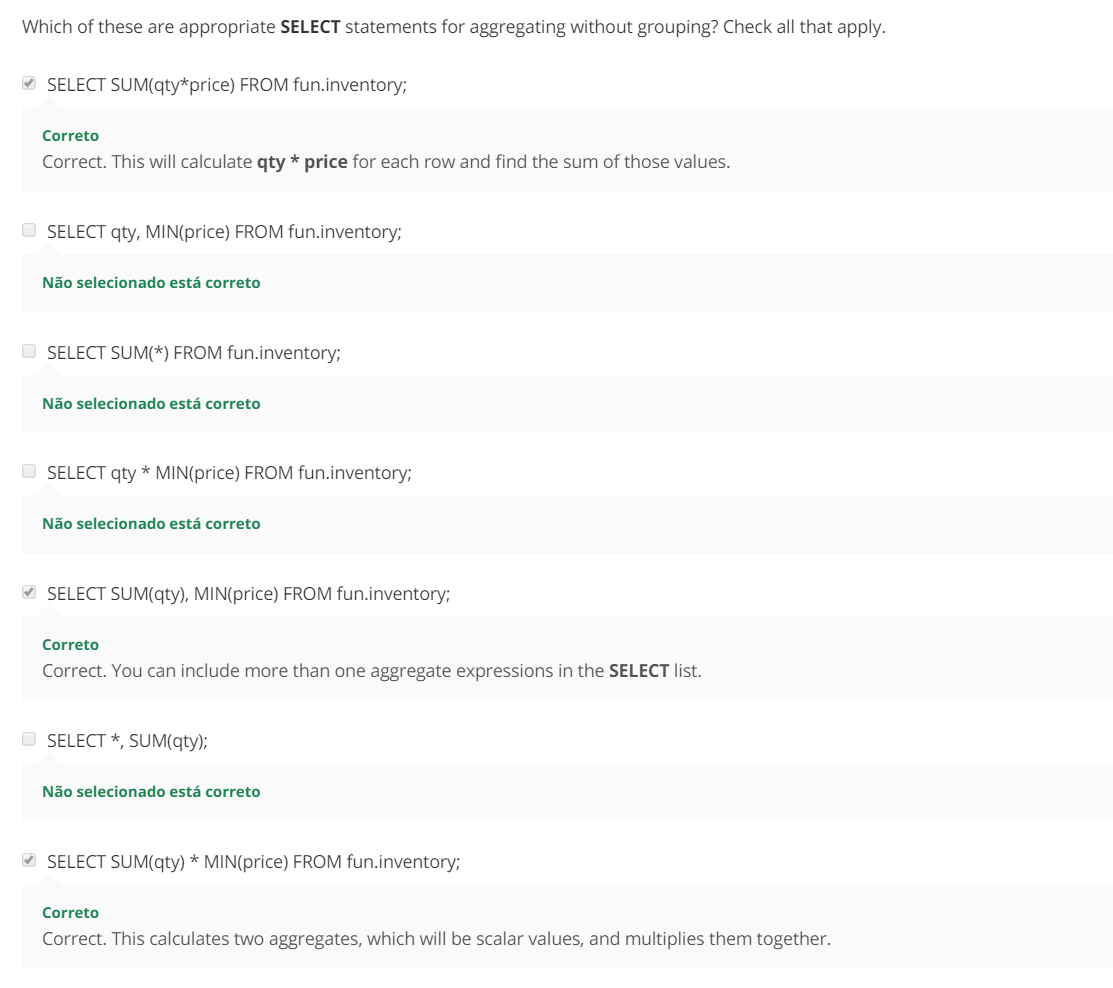 Which of these are appropriate SELECT statements for aggregating without grouping? Check all that apply.
SELECT SUM(qty*price) FROM fun.inventory;
Correto
Correct. This will calculate qty * price for each row and find the sum of those values.
SELECT qty, MIN(price) FROM fun.inventory;
Não selecionado está correto
SELECT SUM(*) FROM fun.inventory;
Não selecionado está correto
SELECT qty * MIN(price) FROM fun.inventory;
Não selecionado está correto
SELECT SUM(qty), MIN(price) FROM fun.inventory;
Correto
Correct. You can include more than one aggregate expressions in the SELECT list.
SELECT *, SUM(qty);
Não selecionado está correto
SELECT SUM(qty) * MIN(price) FROM fun.inventory;
Correto
Correct. This calculates two aggregates, which will be scalar values, and multiplies them together.